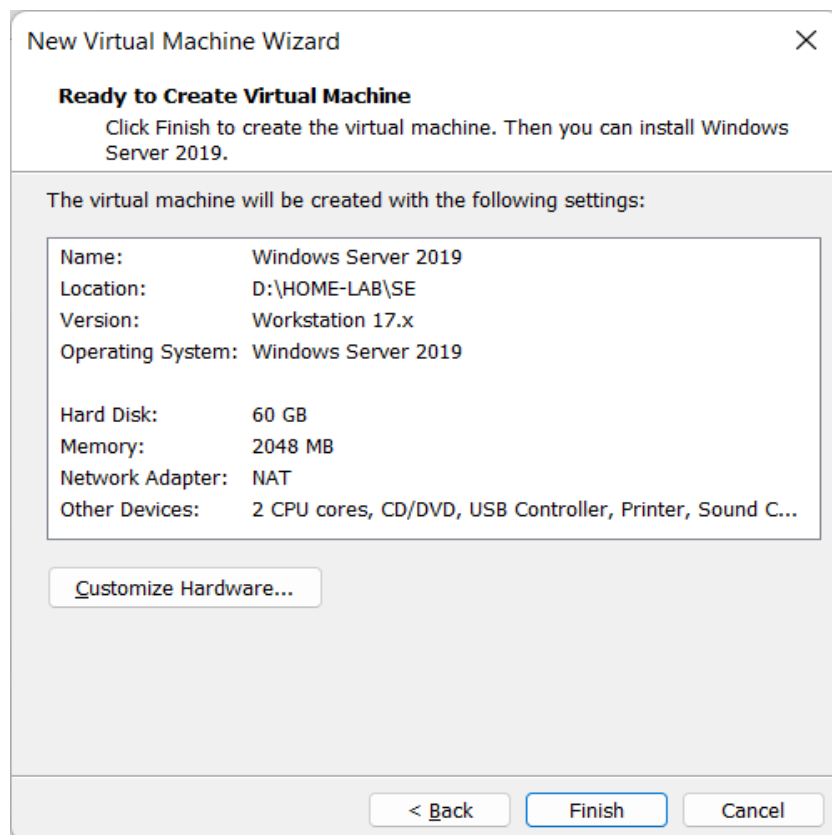 New Virtual Machine Wizard
Ready to Create Virtual Machine
Click Finish to create the virtual machine. Then you can install Windows
Server 2019.
The virtual machine will be created with the following settings:
Name: Windows Server 2019
Location: D:\HOME-LAB\SE
Version: Workstation 17.x
Operating System: Windows Server 2019
Hard Disk: 60 GB
Memory: 2048 MB
Network Adapter: NAT
Other Devices: 2 CPU cores, CD/DVD, USB Controller, Printer, Sound C...
Customize Hardware...
< Back Finish Cancel